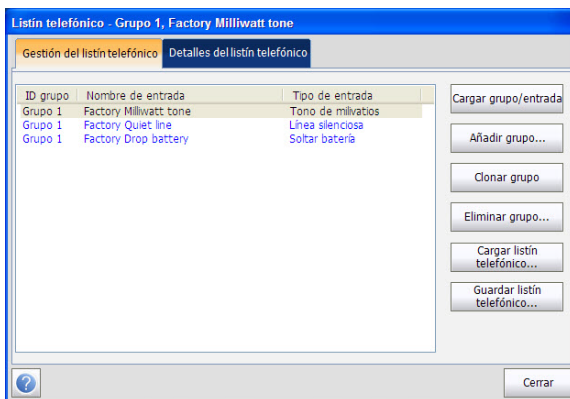 Listín telefónico - Grupo 1, Factory Milliwatt tone
Gestión del listín telefónico Detalles del listín telefónico
ID grupo Nombre de entrada Tipo de entrada
Grupo 1 Factory Milliwatt tone Tono de milivatios
Grupo 1 Factory Quiet line Línea silenciosa
Grupo 1 Factory Drop battery Soltar batería
Cargar grupo/entrada
Añadir grupo...
Clonar grupo
Eliminar grupo...
Cargar listín
telefónico...
Guardar listín
telefónico...
?
Cerrar